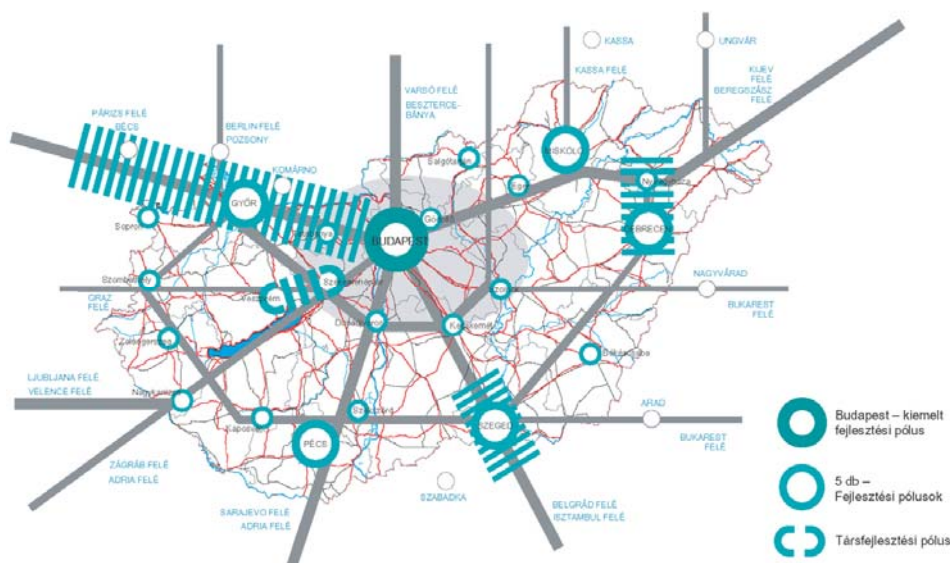 KASSA
UNGVÁR
KIJEV
FELÉ
BEREGSZÁSZ
FELÉ
KASSA FELÉ
VARSÓ FELÉ
BESZTERCE-
BÁNYA
PÁRIZS FELÉ
BÉCS
BERLIN FELÉ
POZSONY
KOMÁRNO
Salgótarján
MISKOLC
Eger
Nyíregyháza
GYŐR
Sopron
Tatabánya
Gödöllő
BUDAPEST
DEBRECEN
Szombathely
Székesfehérvár
Veszprém
Szolnok
NAGYVÁRAD
GRAZ
FELÉ
BUKAREST
FELÉ
Dunaújváros
Kecskemét
Zalaegerszeg
Békéscsaba
LJUBLJANA FELÉ
VELENCE FELÉ
Nagykanizsa
Kaposvár
Szekszárd
SZEGED
ARAD
PÉCS
BUKAREST
FELÉ
ZÁGRÁB FELÉ
ADRIA FELÉ
SZABADKA
SARAJEVO FELÉ
ADRIA FELÉ
BELGRÁD FELÉ
ISZTAMBUL FELÉ
Budapest – kiemelt
fejlesztési pólus
5 db –
Fejlesztési pólusok
Társfejlesztési pólus